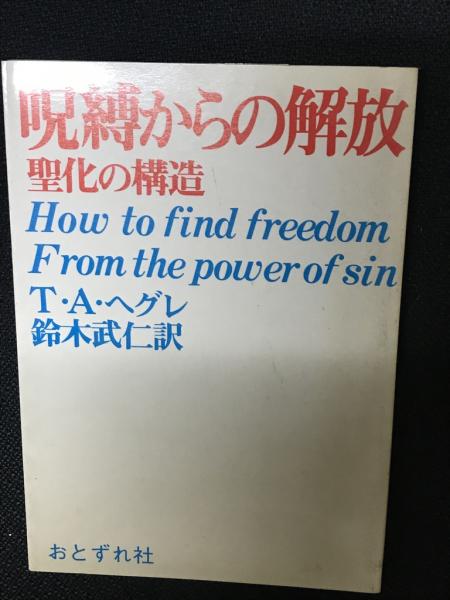 呪縛からの解放
聖化の構造
How to find freedom
From the power of sin
T・A・ヘグレ
鈴木武仁訳
おとずれ社